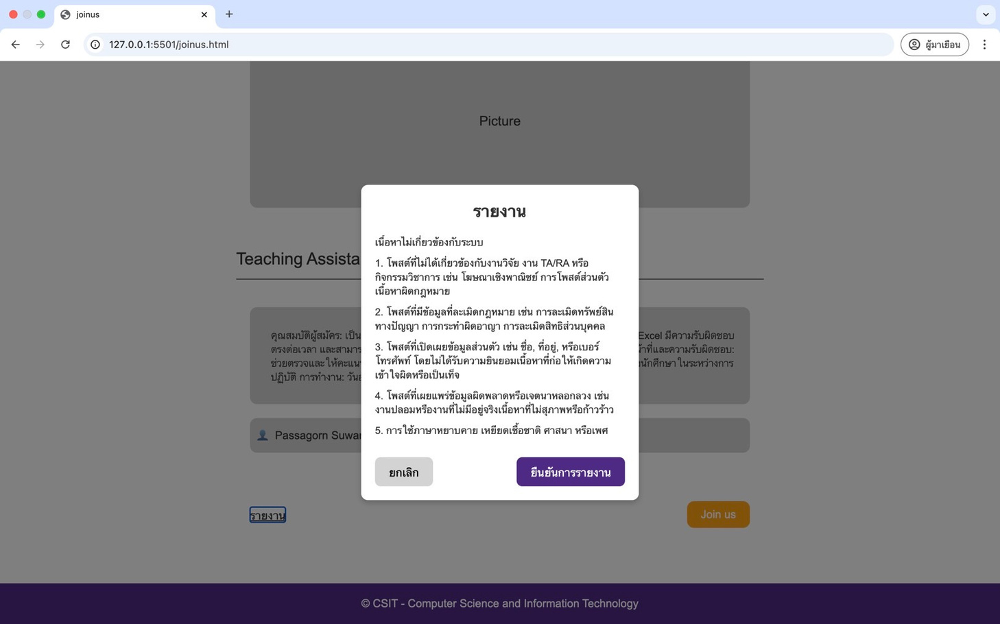 joinus
127.0.0.1:5501/joinus.html
ผู้มาเยือน
Picture
Teaching Assista
คุณสมบัติผู้สมัคร: เป็น
ตรงต่อเวลา และสามาร
ช่วยตรวจและให้คะแน
ปฏิบัติ การทำงาน: วัน
Excel มีความรับผิดชอบ
น้าที่และความรับผิดชอบ:
นักศึกษาในระหว่างการ
Passagorn Suwa
รายงาน
เนื้อหาไม่เกี่ยวข้องกับระบบ
1. โพสต์ที่ไม่ได้เกี่ยวข้องกับงานวิจัย งาน TA/RA หรือ
กิจกรรมวิชาการ เช่น โฆษณาเชิงพาณิชย์ การโพสต์ส่วนตัว
เนื้อหาผิดกฎหมาย
2. โพสต์ที่มีข้อมูลที่ละเมิดกฎหมาย เช่น การละเมิดทรัพย์สิน
ทางปัญญา การกระทำผิดอาญา การละเมิดสิทธิส่วนบุคคล
3. โพสต์ที่เปิดเผยข้อมูลส่วนตัว เช่น ชื่อ, ที่อยู่, หรือเบอร์
โทรศัพท์ โดยไม่ได้รับความยินยอมเนื้อหาที่ก่อให้เกิดความ
เข้าใจผิดหรือเป็นเท็จ
4. โพสต์ที่เผยแพร่ข้อมูลผิดพลาดหรือเจตนาหลอกลวง เช่น
งานปลอมหรืองานที่ไม่มีอยู่จริงเนื้อหาที่ไม่สุภาพหรือก้าวร้าว
5. การใช้ภาษาหยาบคาย เหยียดเชื้อชาติ ศาสนา หรือเพศ
ยกเลิก
ยืนยันการรายงาน
รายงาน
Join us
© CSIT - Computer Science and Information Technology